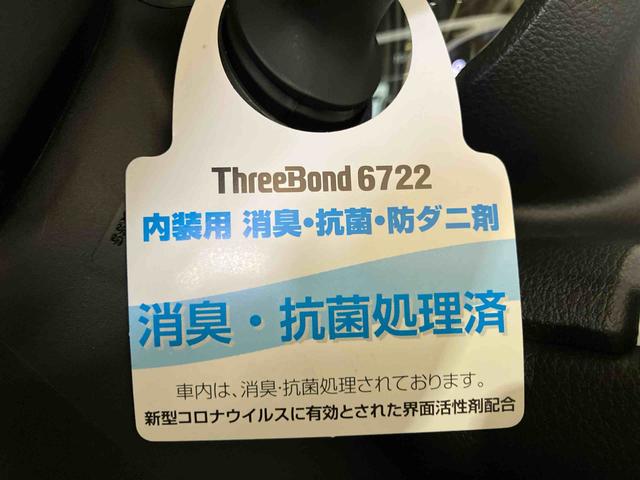 ThreeBond 6722
内装用 消臭・抗菌・防ダニ剤
消臭・抗菌処理済
車内は、消臭・抗菌処理されております。
新型コロナウイルスに有効とされた界面活性剤配合